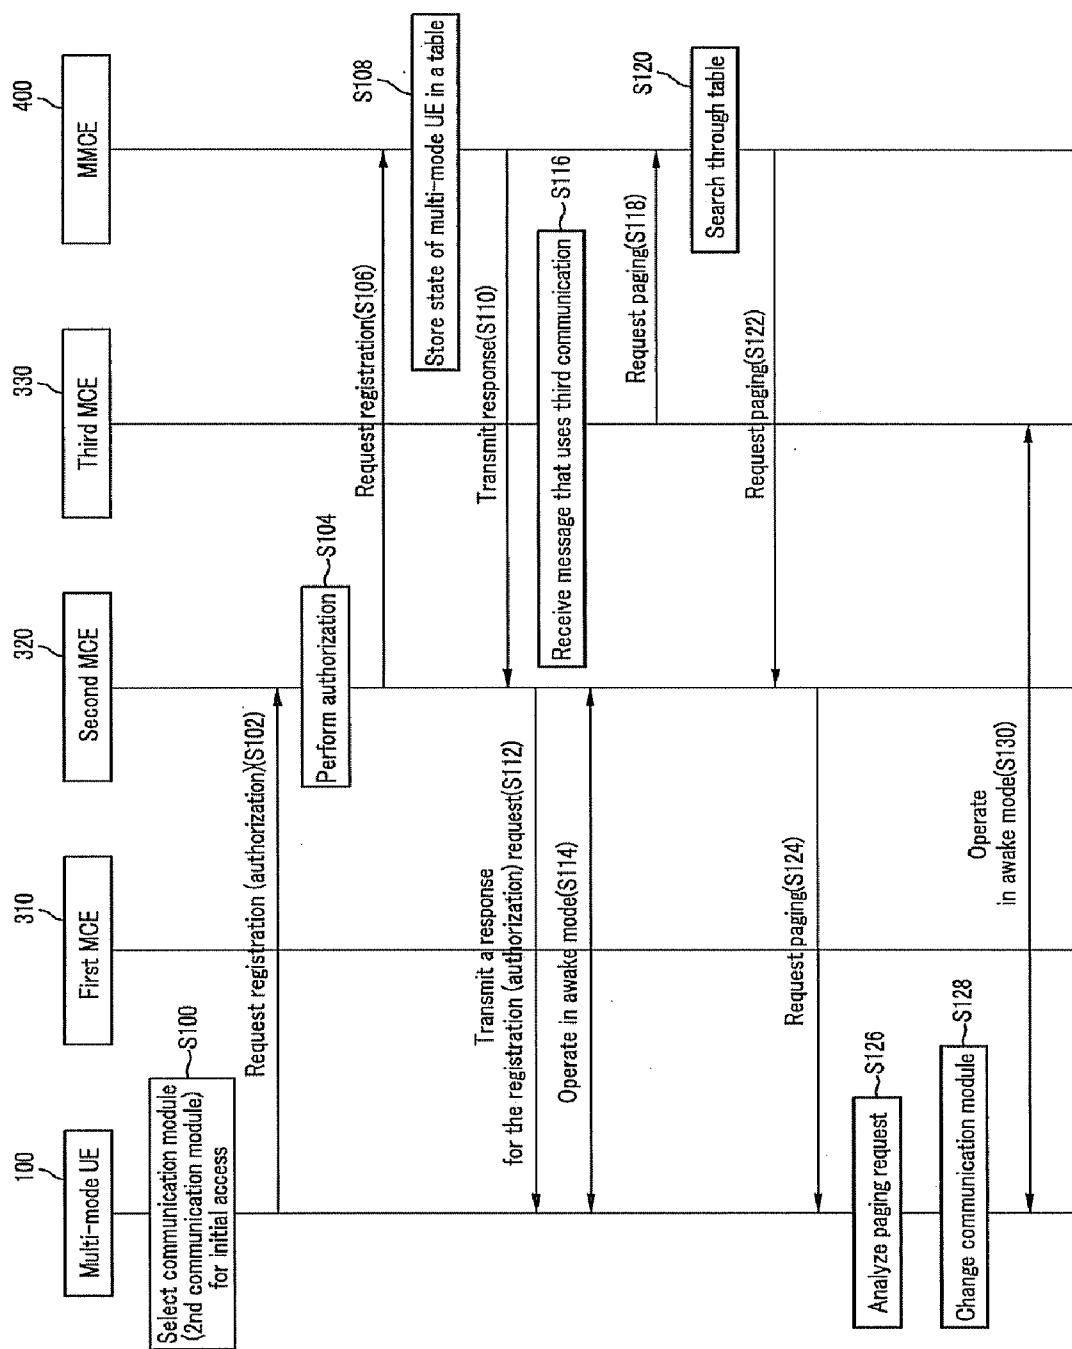 100
310
320
330
400
Multi-mode UE
First MCE
Second MCE
Third MCE
MMCE
Select communication module
(2nd communication module)
for initial access
S100
Request registration (authorization)(S102)
Perform authorization
S104
Request registration(S106)
S108
Store state of multi-mode UE in a table
Transmit response(S110)
Transmit a response
for the registration (authorization) request(S112)
Operate in awake mode(S114)
Receive message that uses third communication
S116
Request paging(S118)
S120
Search through table
Request paging(S122)
Request paging(S124)
Analyze paging request
S126
Change communication module
S128
Operate
in awake mode(S130)